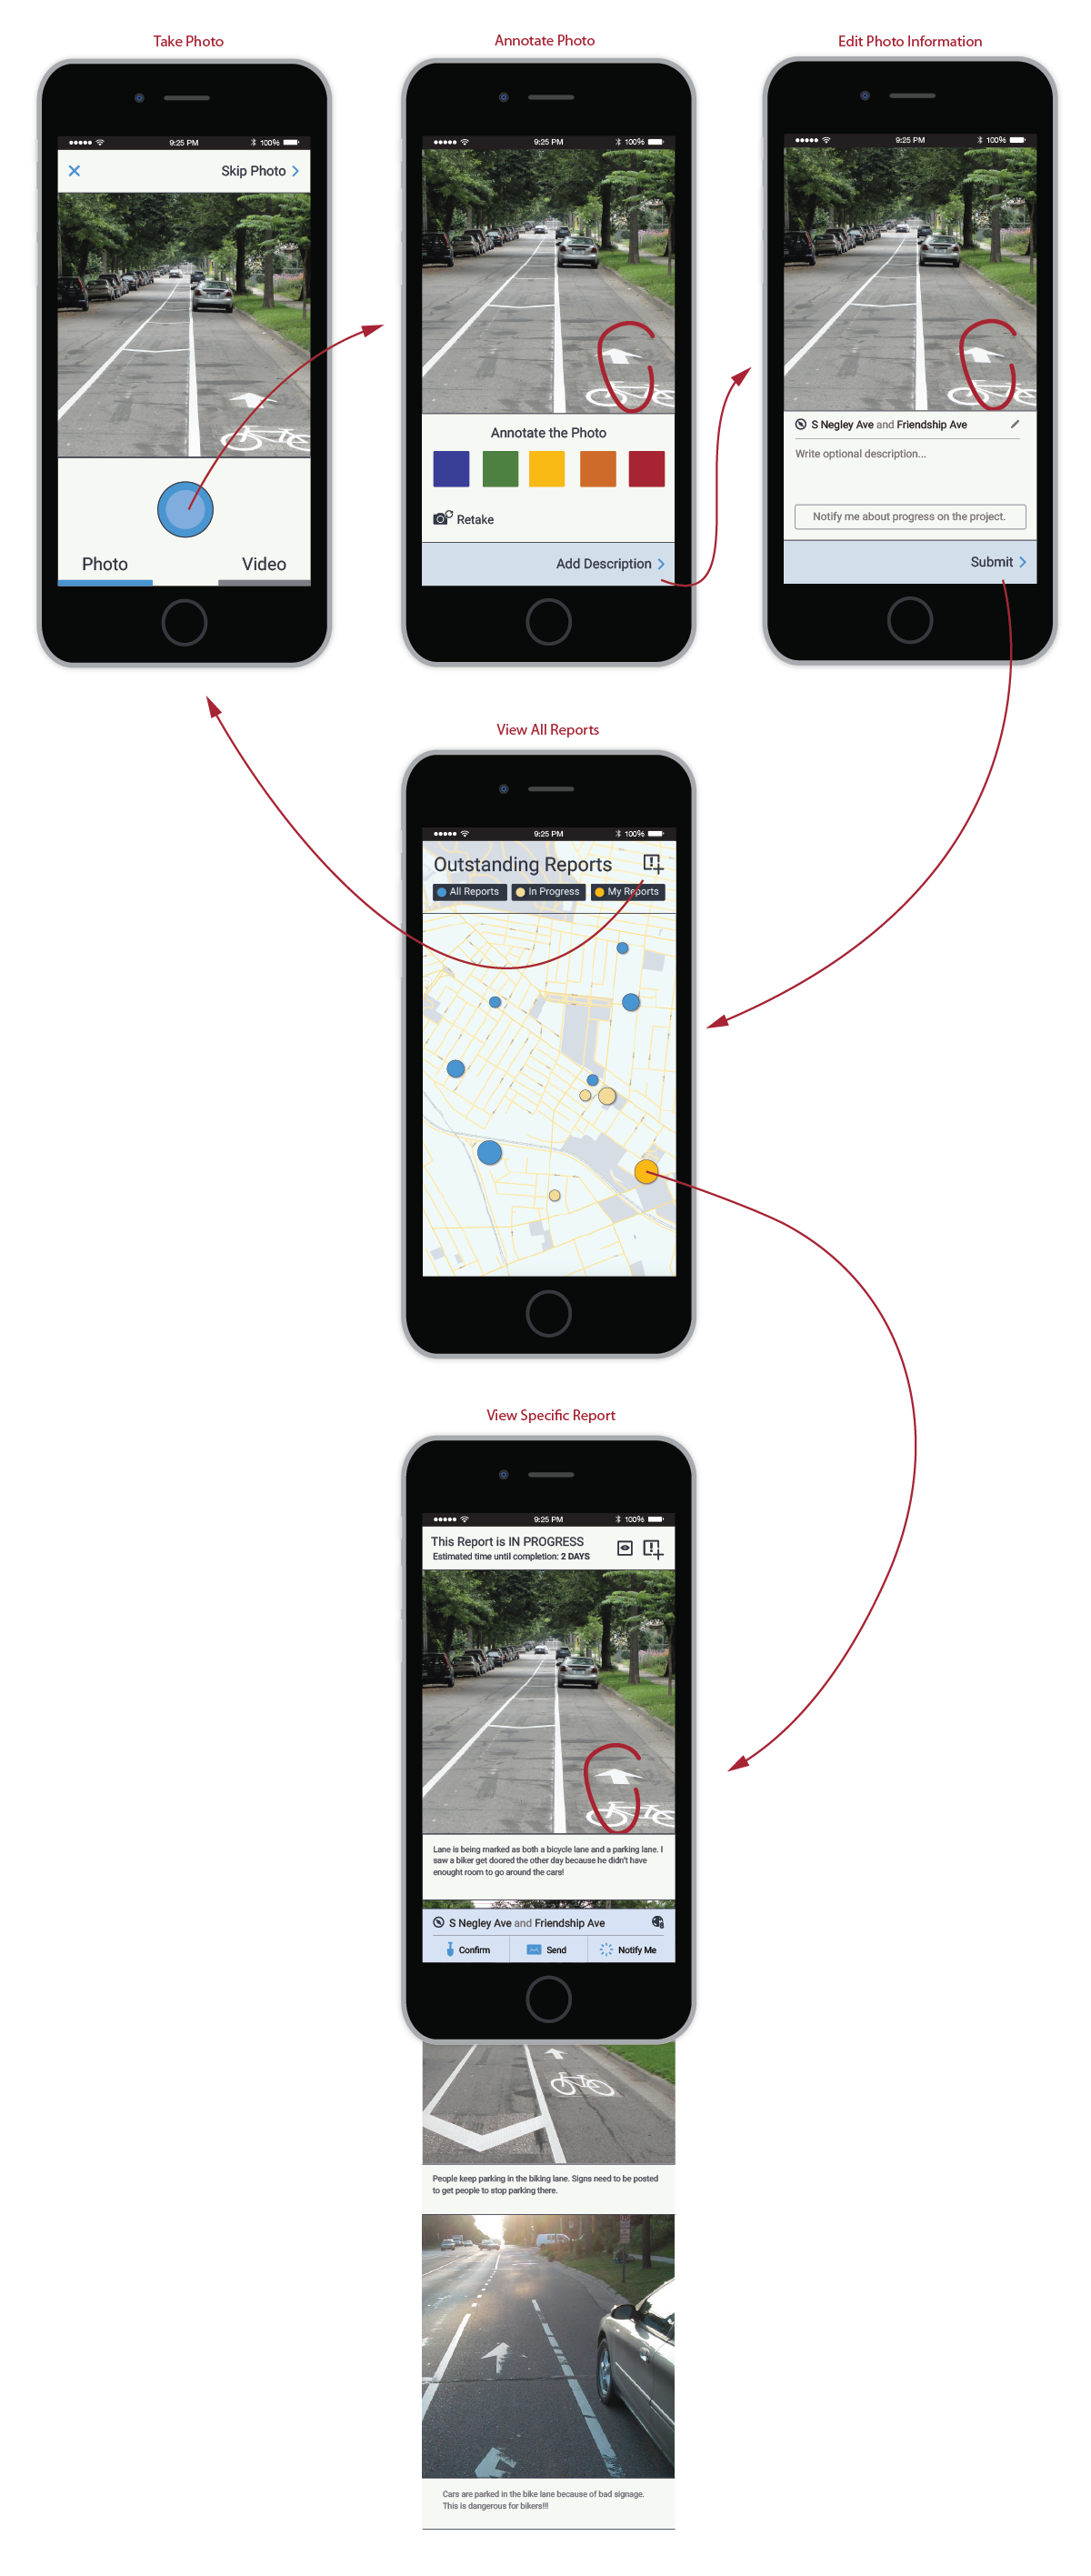 Take Photo
Annotate Photo
Edit Photo Information
9:25 PM
100%
Skip Photo
Photo
Video
9:25 PM
100%
Annotate the Photo
Retake
Add Description
9:25 PM
100%
S Negley Ave and Friendship Ave
Write optional description...
Notify me about progress on the project.
Submit
View All Reports
9:25 PM
100%
Outstanding Reports
All Reports
In Progress
My Reports
View Specific Report
9:25 PM
100%
This Report is IN PROGRESS
Estimated time until completion: 2 DAYS
Lane is being marked as both a bicycle lane and a parking lane. I
saw a biker get doored the other day because he didn't have
enought room to go around the cars!
S Negley Ave and Friendship Ave
Confirm
Send
Notify Me
People keep parking in the biking lane. Signs need to be posted
to get people to stop parking there.
Cars are parked in the bike lane because of bad signage.
This is dangerous for bikers!!!